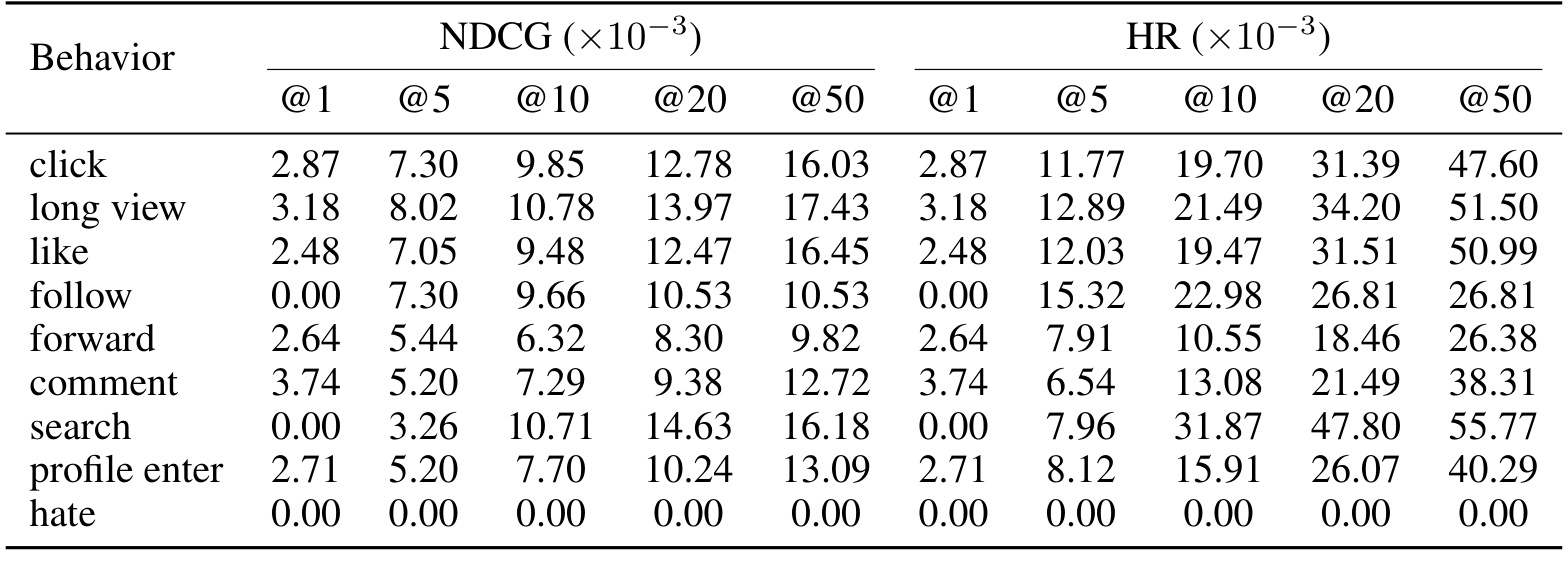 Behavior NDCG (×10⁻³) HR (×10⁻³)
@1 @5 @10 @20 @50 @1 @5 @10 @20 @50
click 2.87 7.30 9.85 12.78 16.03 2.87 11.77 19.70 31.39 47.60
long view 3.18 8.02 10.78 13.97 17.43 3.18 12.89 21.49 34.20 51.50
like 2.48 7.05 9.48 12.47 16.45 2.48 12.03 19.47 31.51 50.99
follow 0.00 7.30 9.66 10.53 10.53 0.00 15.32 22.98 26.81 26.81
forward 2.64 5.44 6.32 8.30 9.82 2.64 7.91 10.55 18.46 26.38
comment 3.74 5.20 7.29 9.38 12.72 3.74 6.54 13.08 21.49 38.31
search 0.00 3.26 10.71 14.63 16.18 0.00 7.96 31.87 47.80 55.77
profile enter 2.71 5.20 7.70 10.24 13.09 2.71 8.12 15.91 26.07 40.29
hate 0.00 0.00 0.00 0.00 0.00 0.00 0.00 0.00 0.00 0.00